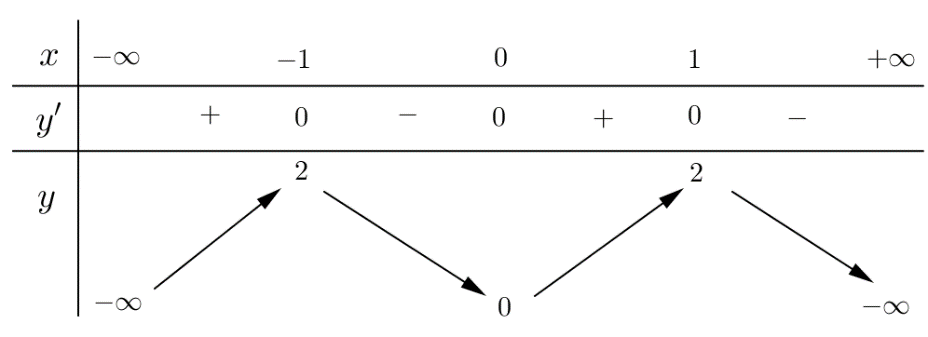 x −∞ −1 0 1 +∞
y′ + 0 − 0 + 0 −
2 2
y
−∞ 0 −∞